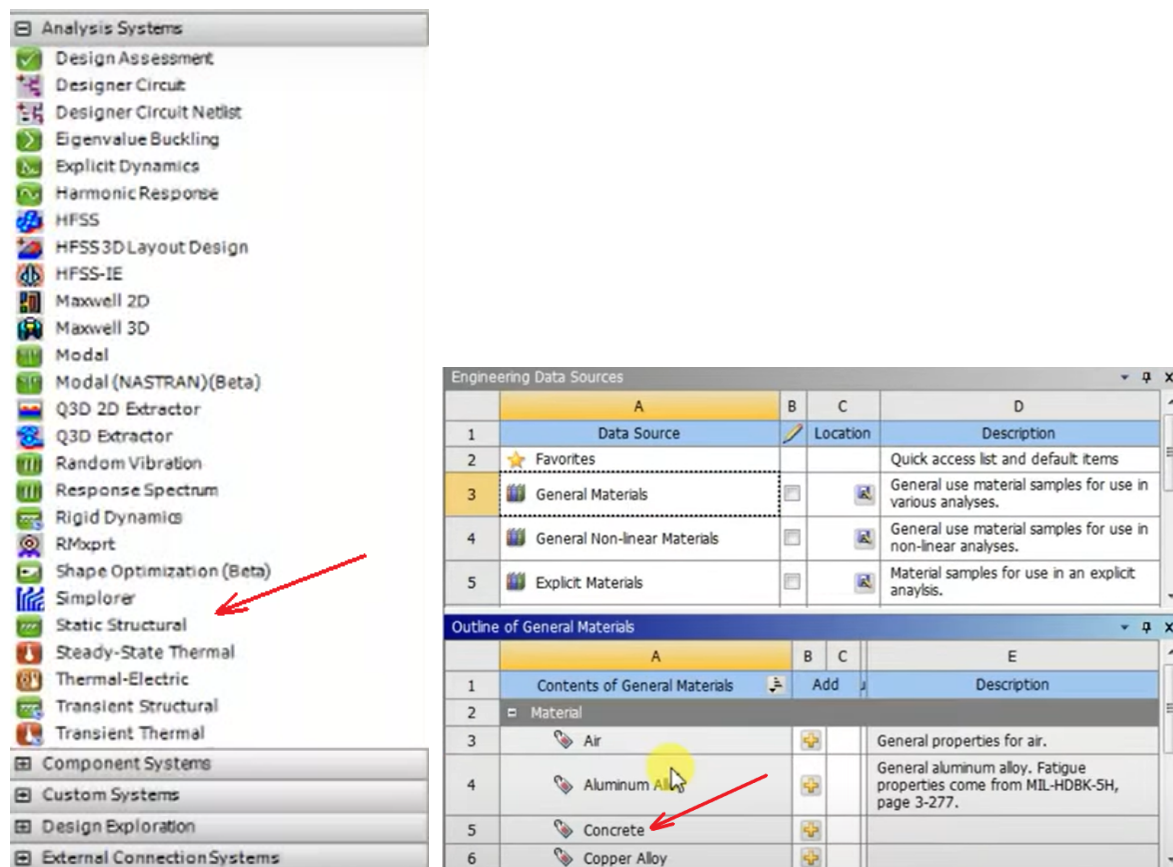 Analysis Systems
Design Assessment
Designer Circuit
Designer Circuit Netlist
Eigenvalue Buckling
Explicit Dynamics
Harmonic Response
HFSS
HFSS 3D Layout Design
HFSS-IE
Maxwell 2D
Maxwell 3D
Modal
Modal (NASTRAN)(Beta)
Q3D 2D Extractor
Q3D Extractor
Random Vibration
Response Spectrum
Rigid Dynamics
RMxprt
Shape Optimization (Beta)
Simplorer
Static Structural
Steady-State Thermal
Thermal-Electric
Transient Structural
Transient Thermal
Component Systems
Custom Systems
Design Exploration
External Connection Systems
Engineering Data Sources
A B C D
1 Data Source Location Description
2 Favorites Quick access list and default items
3 General Materials General use material samples for use in
various analyses.
4 General Non-linear Materials General use material samples for use in
non-linear analyses.
5 Explicit Materials Material samples for use in an explicit
anaylsis.
Outline of General Materials
A B C E
1 Contents of General Materials Add Description
2 Material
3 Air General properties for air.
4 Aluminum Alloy General aluminum alloy. Fatigue
properties come from MIL-HDBK-5H,
page 3-277.
5 Concrete
6 Copper Alloy